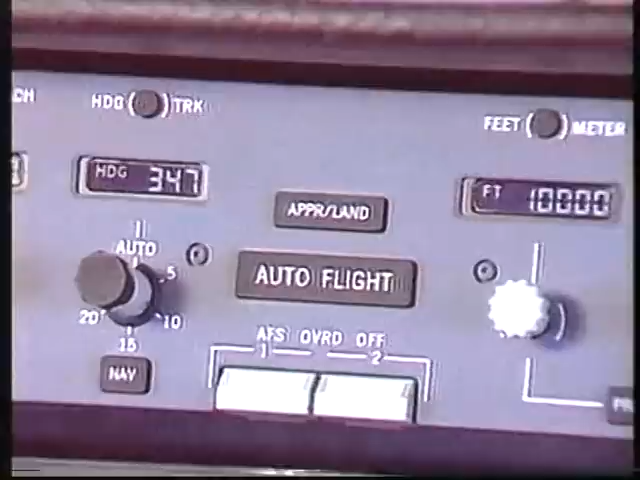 CH
HDG TRK
FEET METER
HDG 347
FT 10000
APPR/LAND
AUTO
5
AUTO FLIGHT
20 10
15
AFS OVRD OFF
1 2
NAV